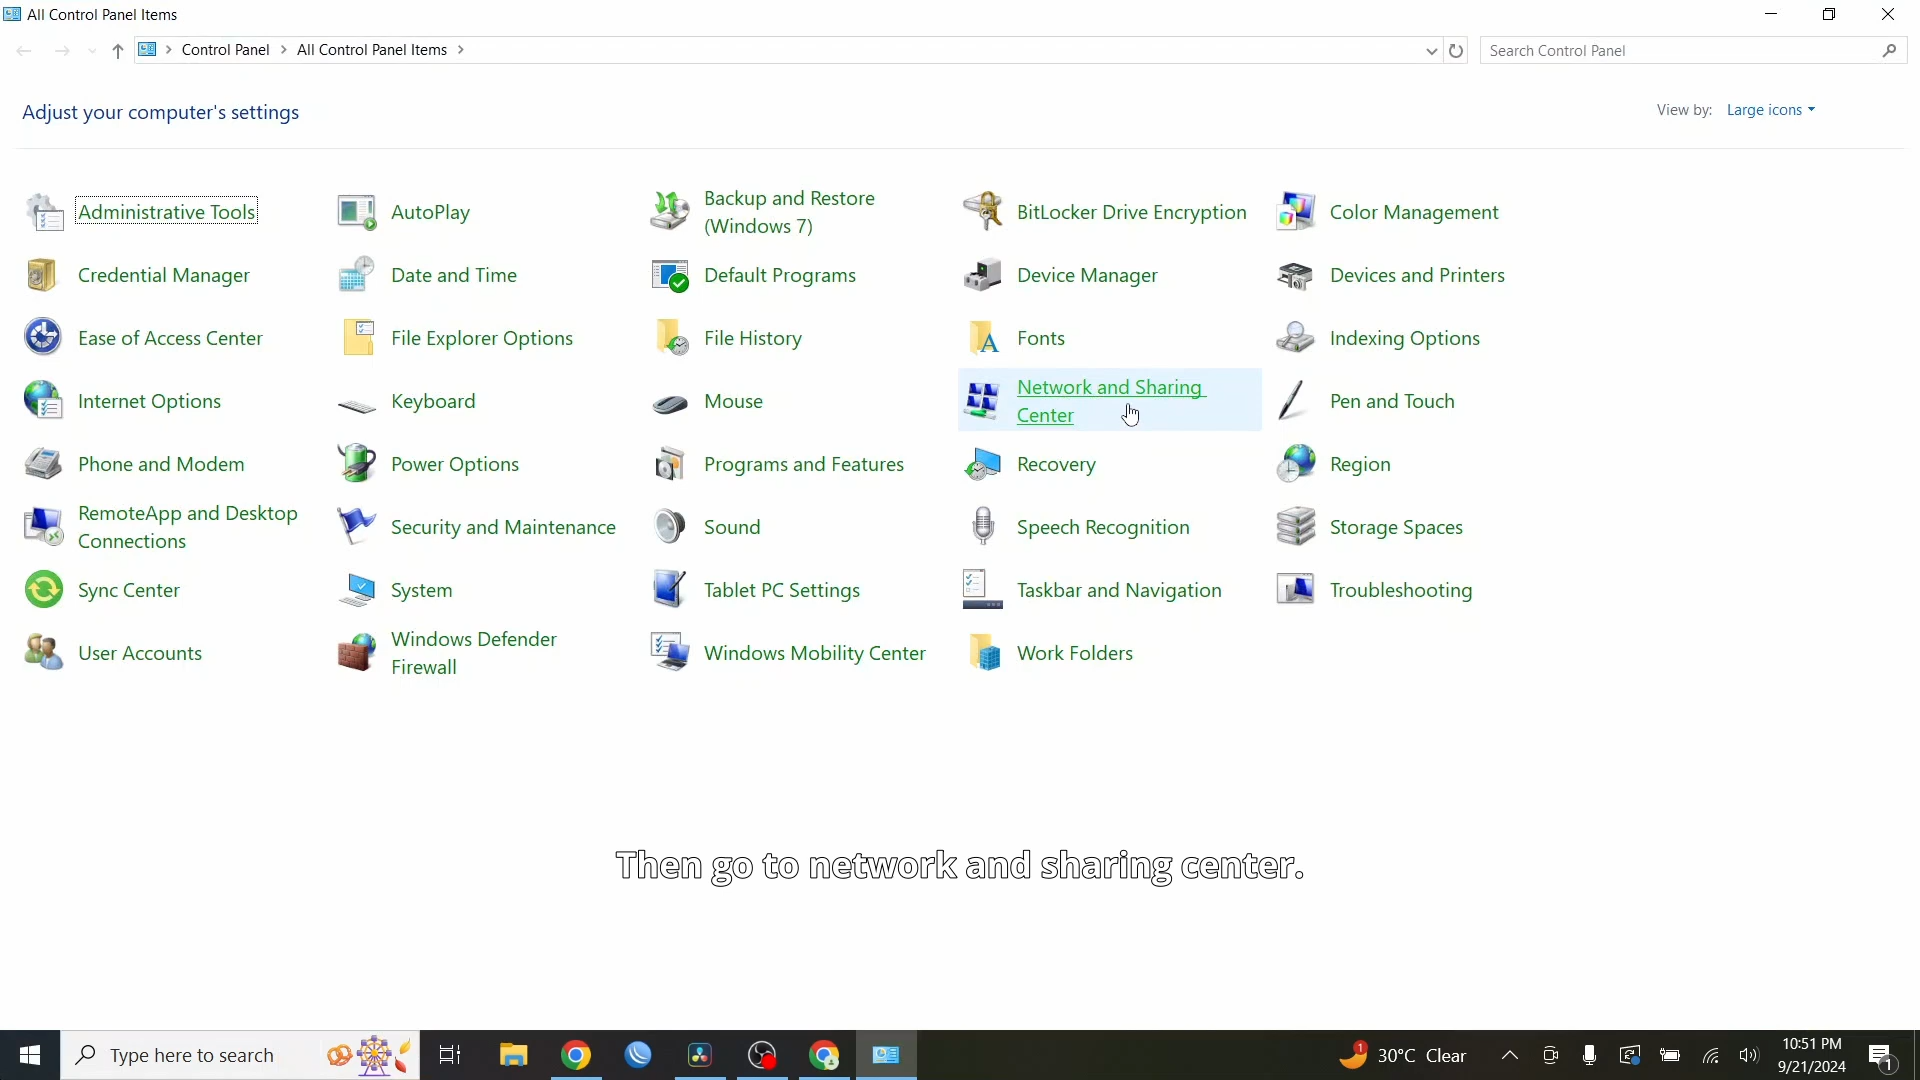 All Control Panel Items
Control Panel > All Control Panel Items >
Search Control Panel
Adjust your computer's settings
View by: Large icons
Administrative Tools
AutoPlay
Backup and Restore
(Windows 7)
BitLocker Drive Encryption
Color Management
Credential Manager
Date and Time
Default Programs
Device Manager
Devices and Printers
Ease of Access Center
File Explorer Options
File History
Fonts
Indexing Options
Internet Options
Keyboard
Mouse
Network and Sharing
Center
Pen and Touch
Phone and Modem
Power Options
Programs and Features
Recovery
Region
RemoteApp and Desktop
Connections
Security and Maintenance
Sound
Speech Recognition
Storage Spaces
Sync Center
System
Tablet PC Settings
Taskbar and Navigation
Troubleshooting
User Accounts
Windows Defender
Firewall
Windows Mobility Center
Work Folders
Then go to network and sharing center.
Type here to search
1
30°C Clear
10:51 PM
9/21/2024
1